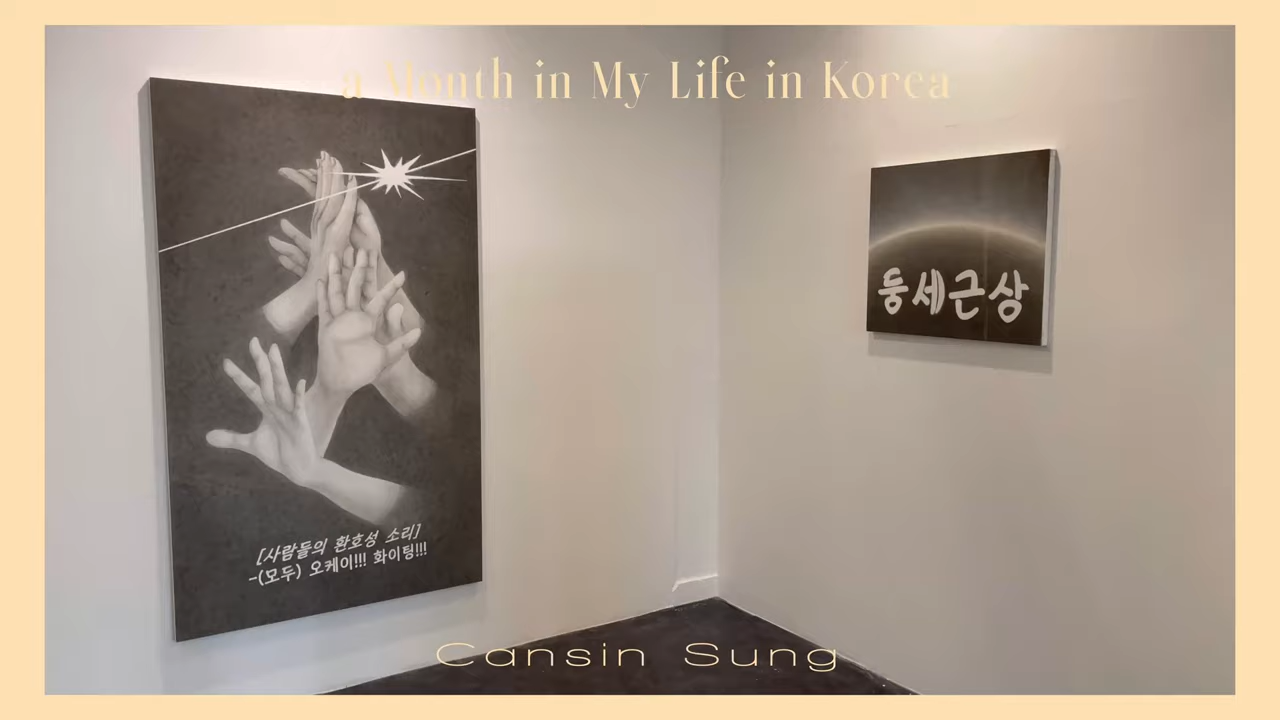 a Month in My Life in Korea
[사람들의 환호성 소리]
-(모두) 오케이!!! 화이팅!!!
둥세근상
Cansin Sung